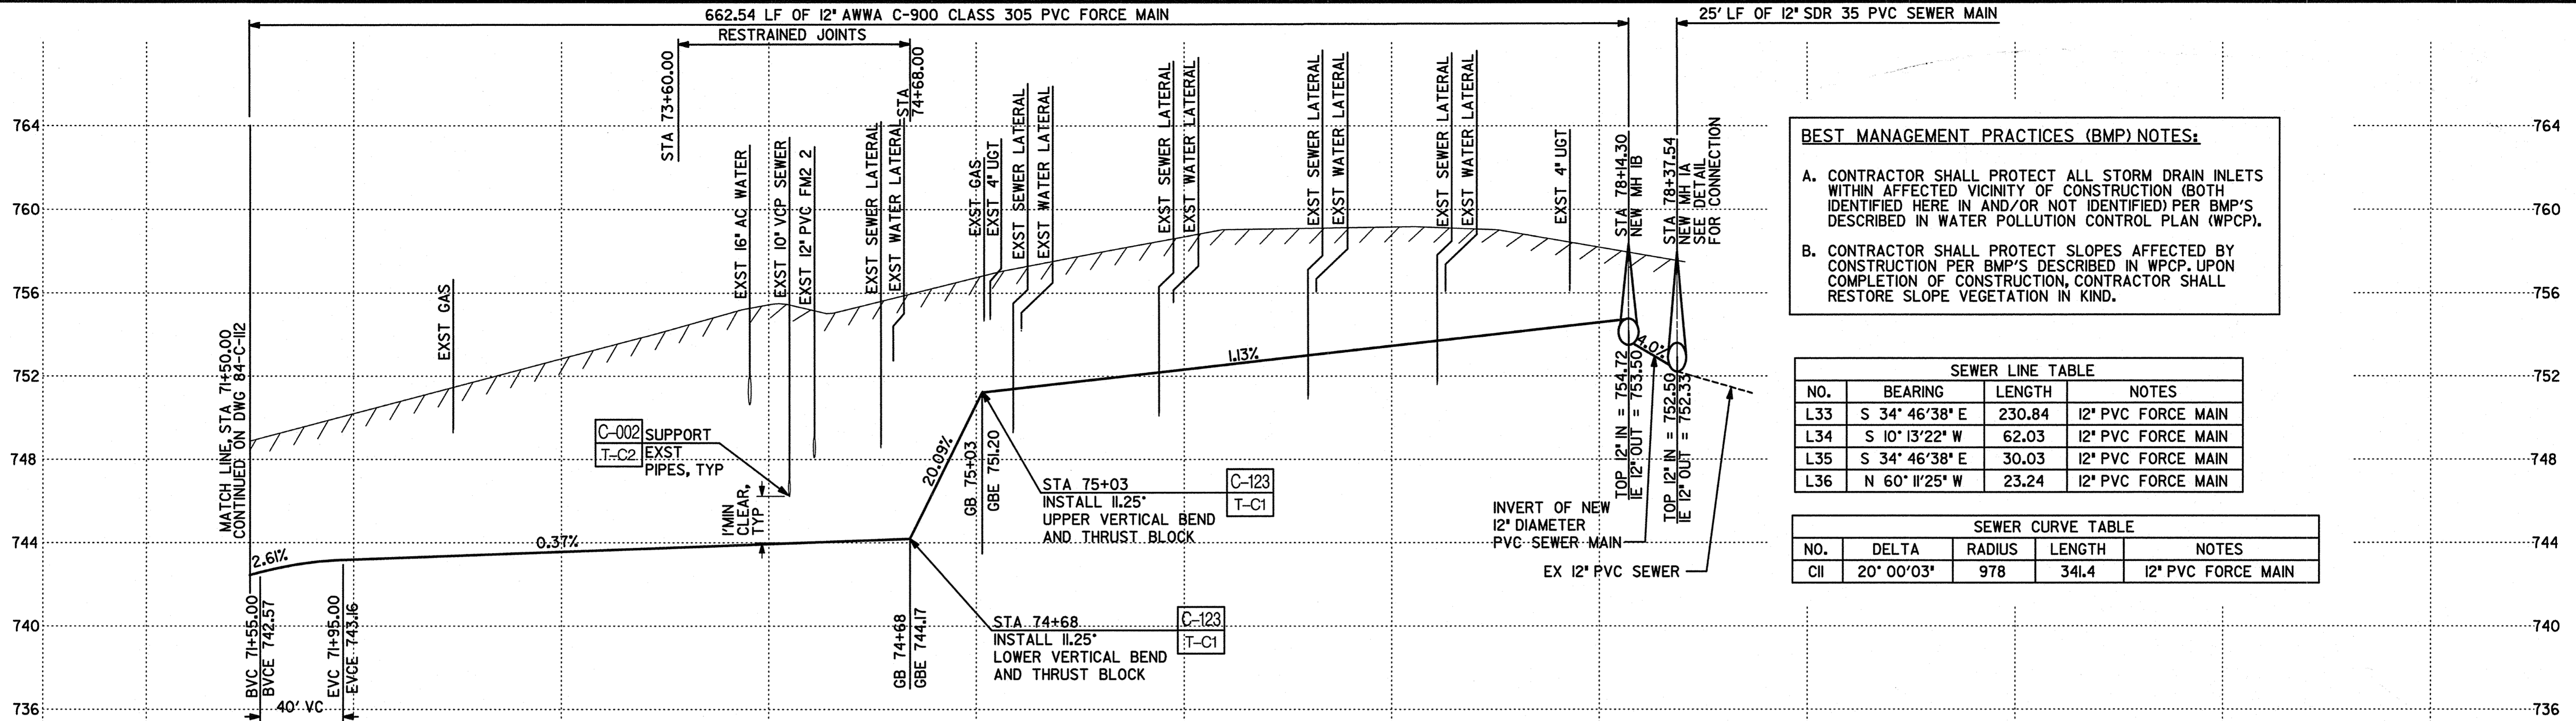 662.54 LF OF 12" AWWA C-900 CLASS 305 PVC FORCE MAIN
25' LF OF 12" SDR 35 PVC SEWER MAIN
RESTRAINED JOINTS
STA 73+60.00
STA 74+68.00
764
760
756
752
748
744
740
736
MATCH LINE, STA 71+50.00
CONTINUED ON DWG 84-C-112
EXST GAS
EXST 16" AC WATER
EXST 10" VCP SEWER
EXST 12" PVC FM2 2
EXST SEWER LATERAL
EXST WATER LATERAL
EXST GAS
EXST 4" UGT
EXST SEWER LATERAL
EXST WATER LATERAL
EXST SEWER LATERAL
EXST WATER LATERAL
EXST SEWER LATERAL
EXST WATER LATERAL
EXST SEWER LATERAL
EXST WATER LATERAL
EXST 4" UGT
STA 78+14.30
NEW MH 1B
STA 78+37.54
NEW MH 1A
SEE DETAIL
FOR CONNECTION
2.61%
0.37%
20.09%
1.13%
4.0%
C-002
T-C2
SUPPORT
EXST
PIPES, TYP
1'MIN
CLEAR,
TYP
GB 75+03
GBE 751.20
STA 75+03
INSTALL 11.25°
UPPER VERTICAL BEND
AND THRUST BLOCK
C-123
T-C1
GB 74+68
GBE 744.17
STA 74+68
INSTALL 11.25°
LOWER VERTICAL BEND
AND THRUST BLOCK
C-123
T-C1
TOP 12" IN = 754.72
IE 12" OUT = 753.50
TOP 12" IN = 752.50
IE 12" OUT = 752.33
INVERT OF NEW
12" DIAMETER
PVC SEWER MAIN
EX 12" PVC SEWER
BVC 71+55.00
BVCE 742.57
EVC 71+95.00
EVCE 743.16
40' VC
BEST MANAGEMENT PRACTICES (BMP) NOTES:
A. CONTRACTOR SHALL PROTECT ALL STORM DRAIN INLETS
WITHIN AFFECTED VICINITY OF CONSTRUCTION (BOTH
IDENTIFIED HERE IN AND/OR NOT IDENTIFIED) PER BMP'S
DESCRIBED IN WATER POLLUTION CONTROL PLAN (WPCP).
B. CONTRACTOR SHALL PROTECT SLOPES AFFECTED BY
CONSTRUCTION PER BMP'S DESCRIBED IN WPCP. UPON
COMPLETION OF CONSTRUCTION, CONTRACTOR SHALL
RESTORE SLOPE VEGETATION IN KIND.
SEWER LINE TABLE
NO. BEARING LENGTH NOTES
L33 S 34° 46'38" E 230.84 12" PVC FORCE MAIN
L34 S 10° 13'22" W 62.03 12" PVC FORCE MAIN
L35 S 34° 46'38" E 30.03 12" PVC FORCE MAIN
L36 N 60° 11'25" W 23.24 12" PVC FORCE MAIN
SEWER CURVE TABLE
NO. DELTA RADIUS LENGTH NOTES
C11 20° 00'03" 978 341.4 12" PVC FORCE MAIN
764
760
756
752
748
744
740
736